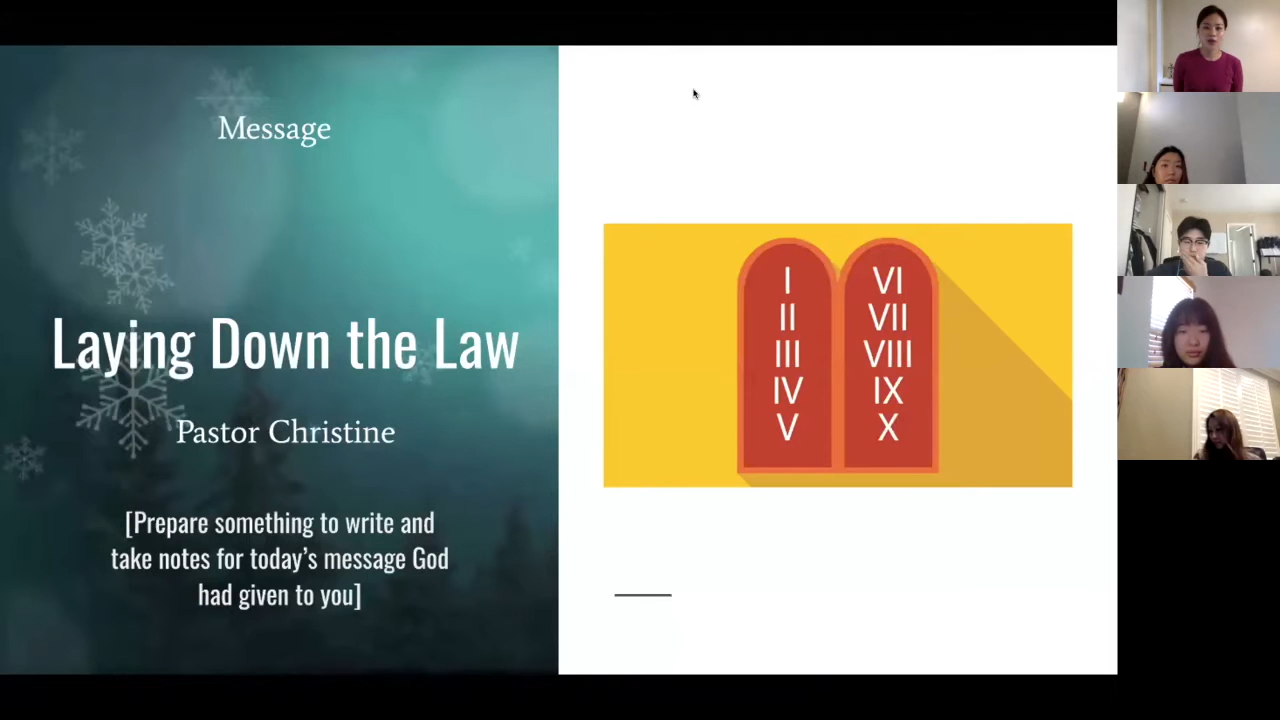 Message
Laying Down the Law
Pastor Christine
[Prepare something to write and
take notes for today's message God
had given to you]
I
II
III
IV
V
VI
VII
VIII
IX
X